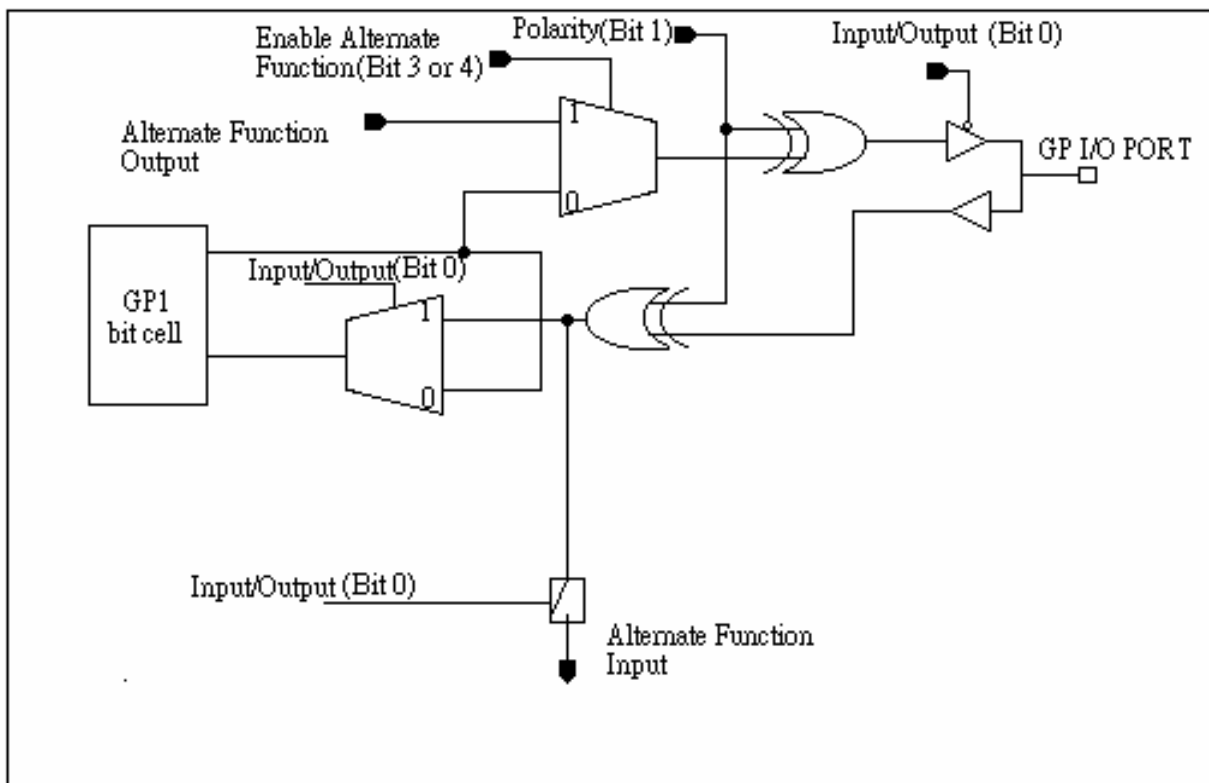 Polarity(Bit 1)
Input/Output (Bit 0)
Enable Alternate
Function(Bit 3 or 4)
1
Alternate Function
Output
GP I/O PORT
0
Input/Output(Bit 0)
GP1
bit cell
1
0
Input/Output (Bit 0)
Alternate Function
Input